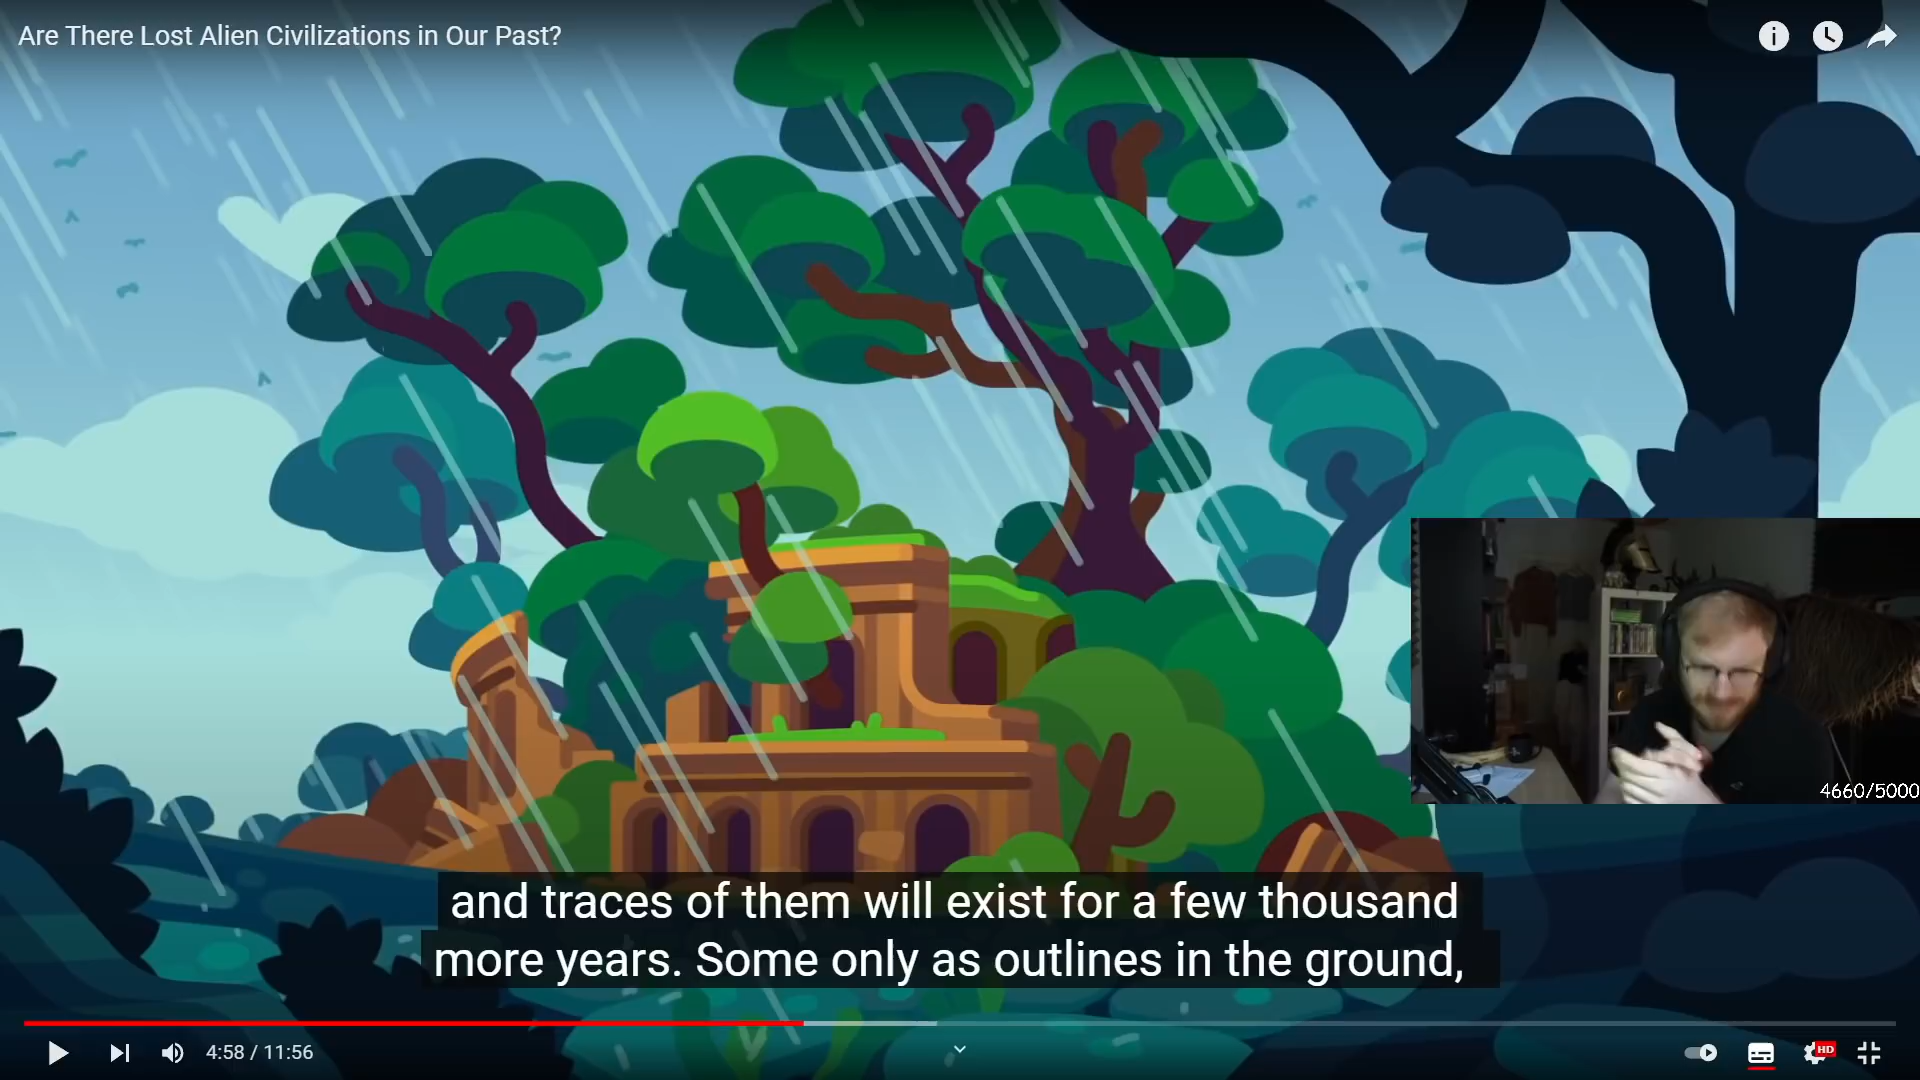 Are There Lost Alien Civilizations in Our Past?
4660/5000
and traces of them will exist for a few thousand
more years. Some only as outlines in the ground,
4:58 / 11:56
HD